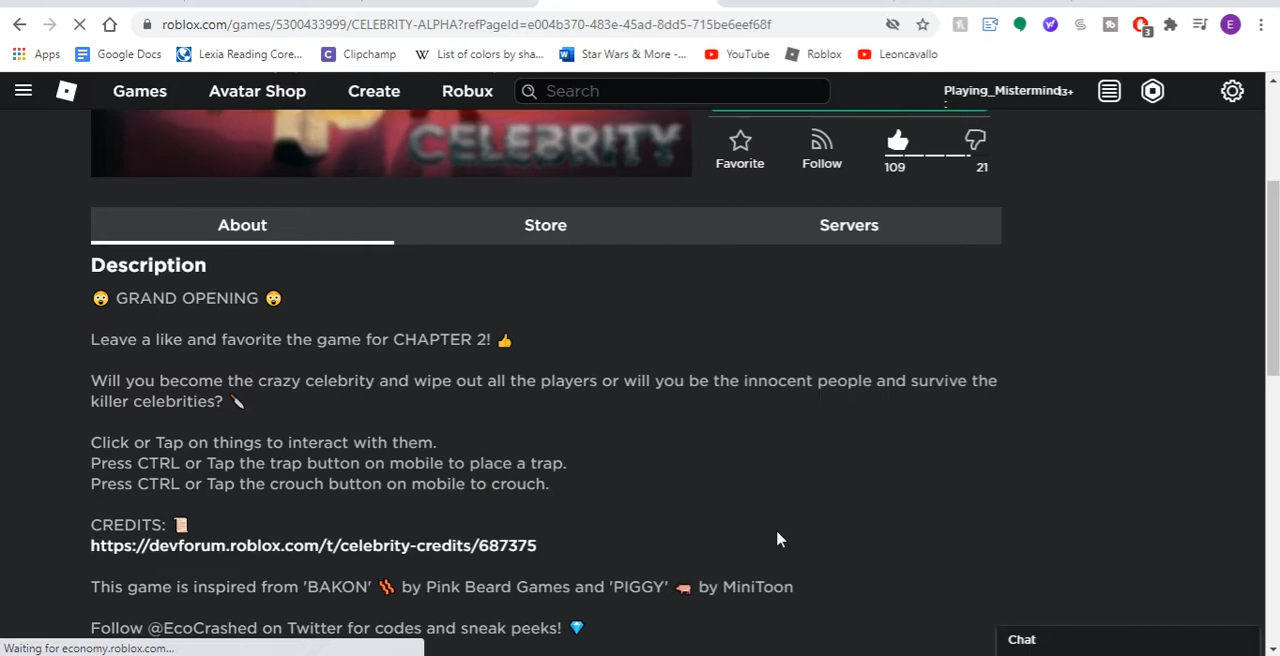 roblox.com/games/5300433999/CELEBRITY-ALPHA?refPageId=e004b370-483e-45ad-8dd5-715be6eef68f
3
E
Apps Google Docs Lexia Reading Core... Clipchamp List of colors by sha... Star Wars & More -... YouTube Roblox Leoncavallo
Games Avatar Shop Create Robux Search Playing_Mistermind: 13+
CELEBRITY
Favorite Follow 109 21
About Store Servers
Description
😲 GRAND OPENING 😲
Leave a like and favorite the game for CHAPTER 2! 👍
Will you become the crazy celebrity and wipe out all the players or will you be the innocent people and survive the
killer celebrities? 🔪
Click or Tap on things to interact with them.
Press CTRL or Tap the trap button on mobile to place a trap.
Press CTRL or Tap the crouch button on mobile to crouch.
CREDITS: 📜
https://devforum.roblox.com/t/celebrity-credits/687375
This game is inspired from 'BAKON' 🥓 by Pink Beard Games and 'PIGGY' 🐖 by MiniToon
Follow @EcoCrashed on Twitter for codes and sneak peeks! 💎
Waiting for economy.roblox.com...
Chat